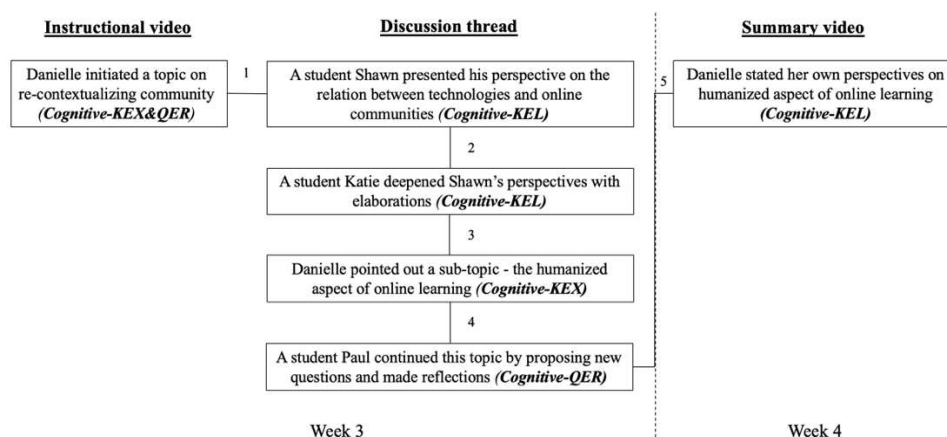 Instructional video
Discussion thread
Summary video
Danielle initiated a topic on
re-contextualizing community
(Cognitive-KEX&QER)
1
A student Shawn presented his perspective on the
relation between technologies and online
communities (Cognitive-KEL)
2
A student Katie deepened Shawn's perspectives with
elaborations (Cognitive-KEL)
3
Danielle pointed out a sub-topic - the humanized
aspect of online learning (Cognitive-KEX)
4
A student Paul continued this topic by proposing new
questions and made reflections (Cognitive-QER)
5
Danielle stated her own perspectives on
humanized aspect of online learning
(Cognitive-KEL)
Week 3
Week 4